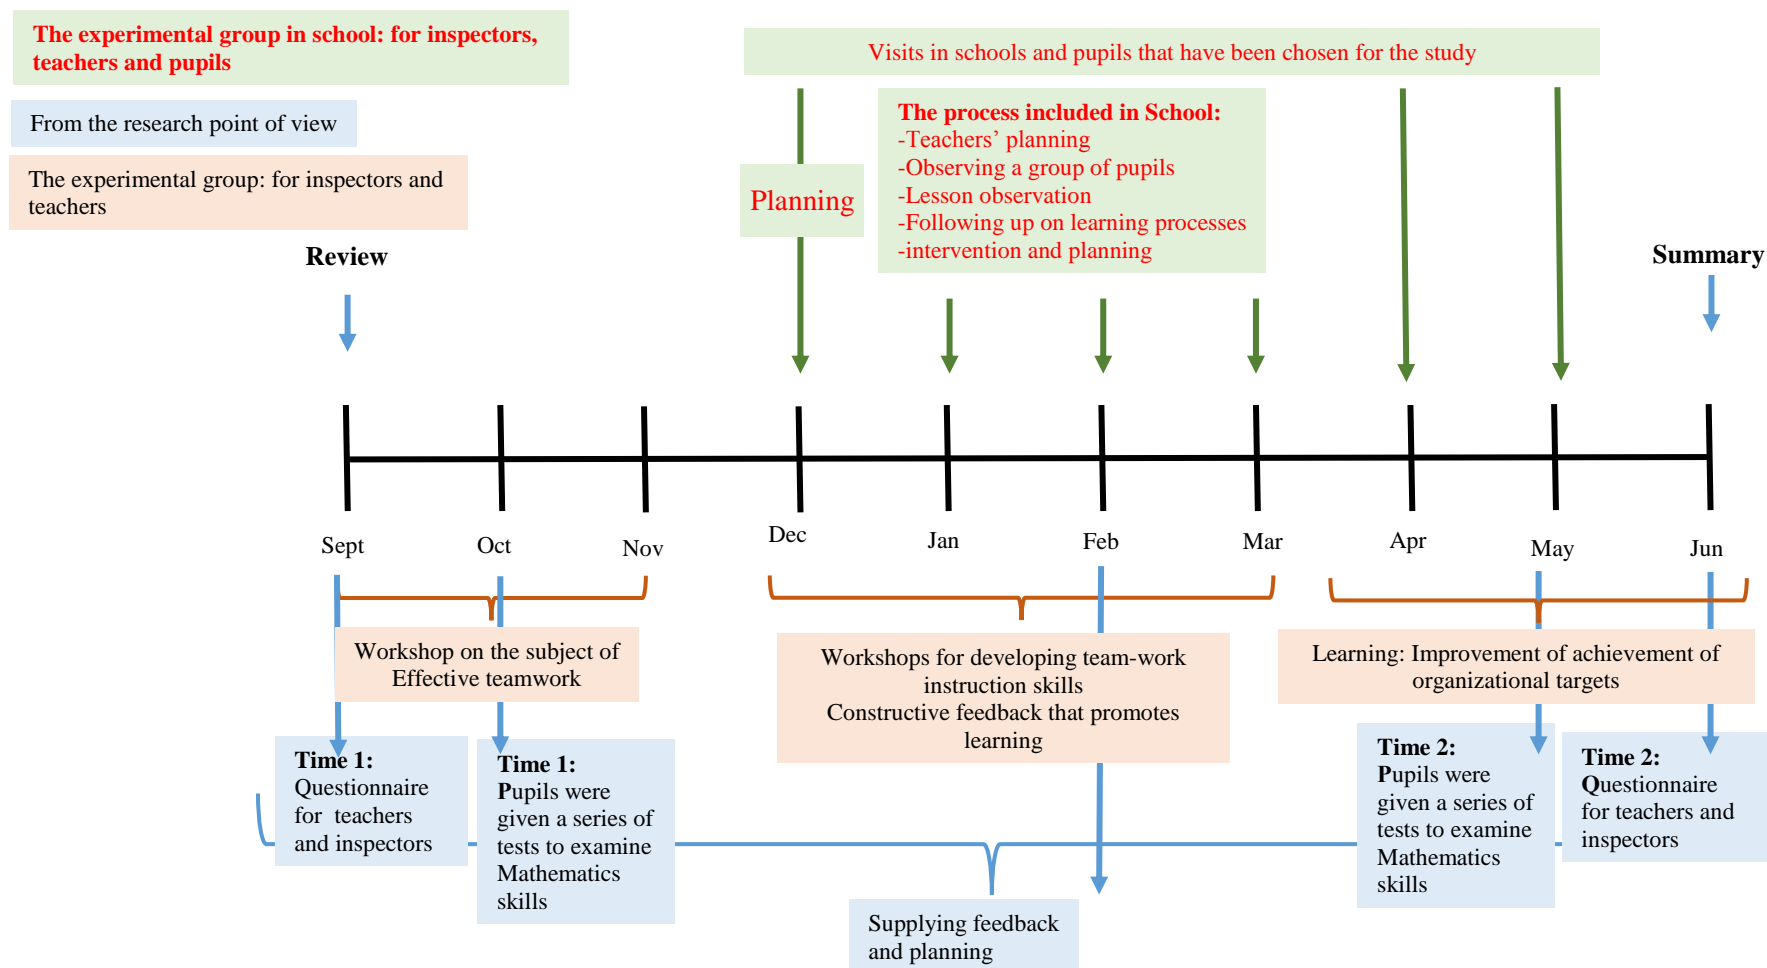 The experimental group in school: for inspectors,
teachers and pupils
From the research point of view
The experimental group: for inspectors and
teachers
Visits in schools and pupils that have been chosen for the study
Planning
The process included in School:
-Teachers’ planning
-Observing a group of pupils
-Lesson observation
-Following up on learning processes
-intervention and planning
Review
Summary
Sept
Oct
Nov
Dec
Jan
Feb
Mar
Apr
May
Jun
Workshop on the subject of
Effective teamwork
Workshops for developing team-work
instruction skills
Constructive feedback that promotes
learning
Learning: Improvement of achievement of
organizational targets
Time 1:
Questionnaire
for teachers
and inspectors
Time 1:
Pupils were
given a series of
tests to examine
Mathematics
skills
Supplying feedback
and planning
Time 2:
Pupils were
given a series of
tests to examine
Mathematics
skills
Time 2:
Questionnaire
for teachers and
inspectors